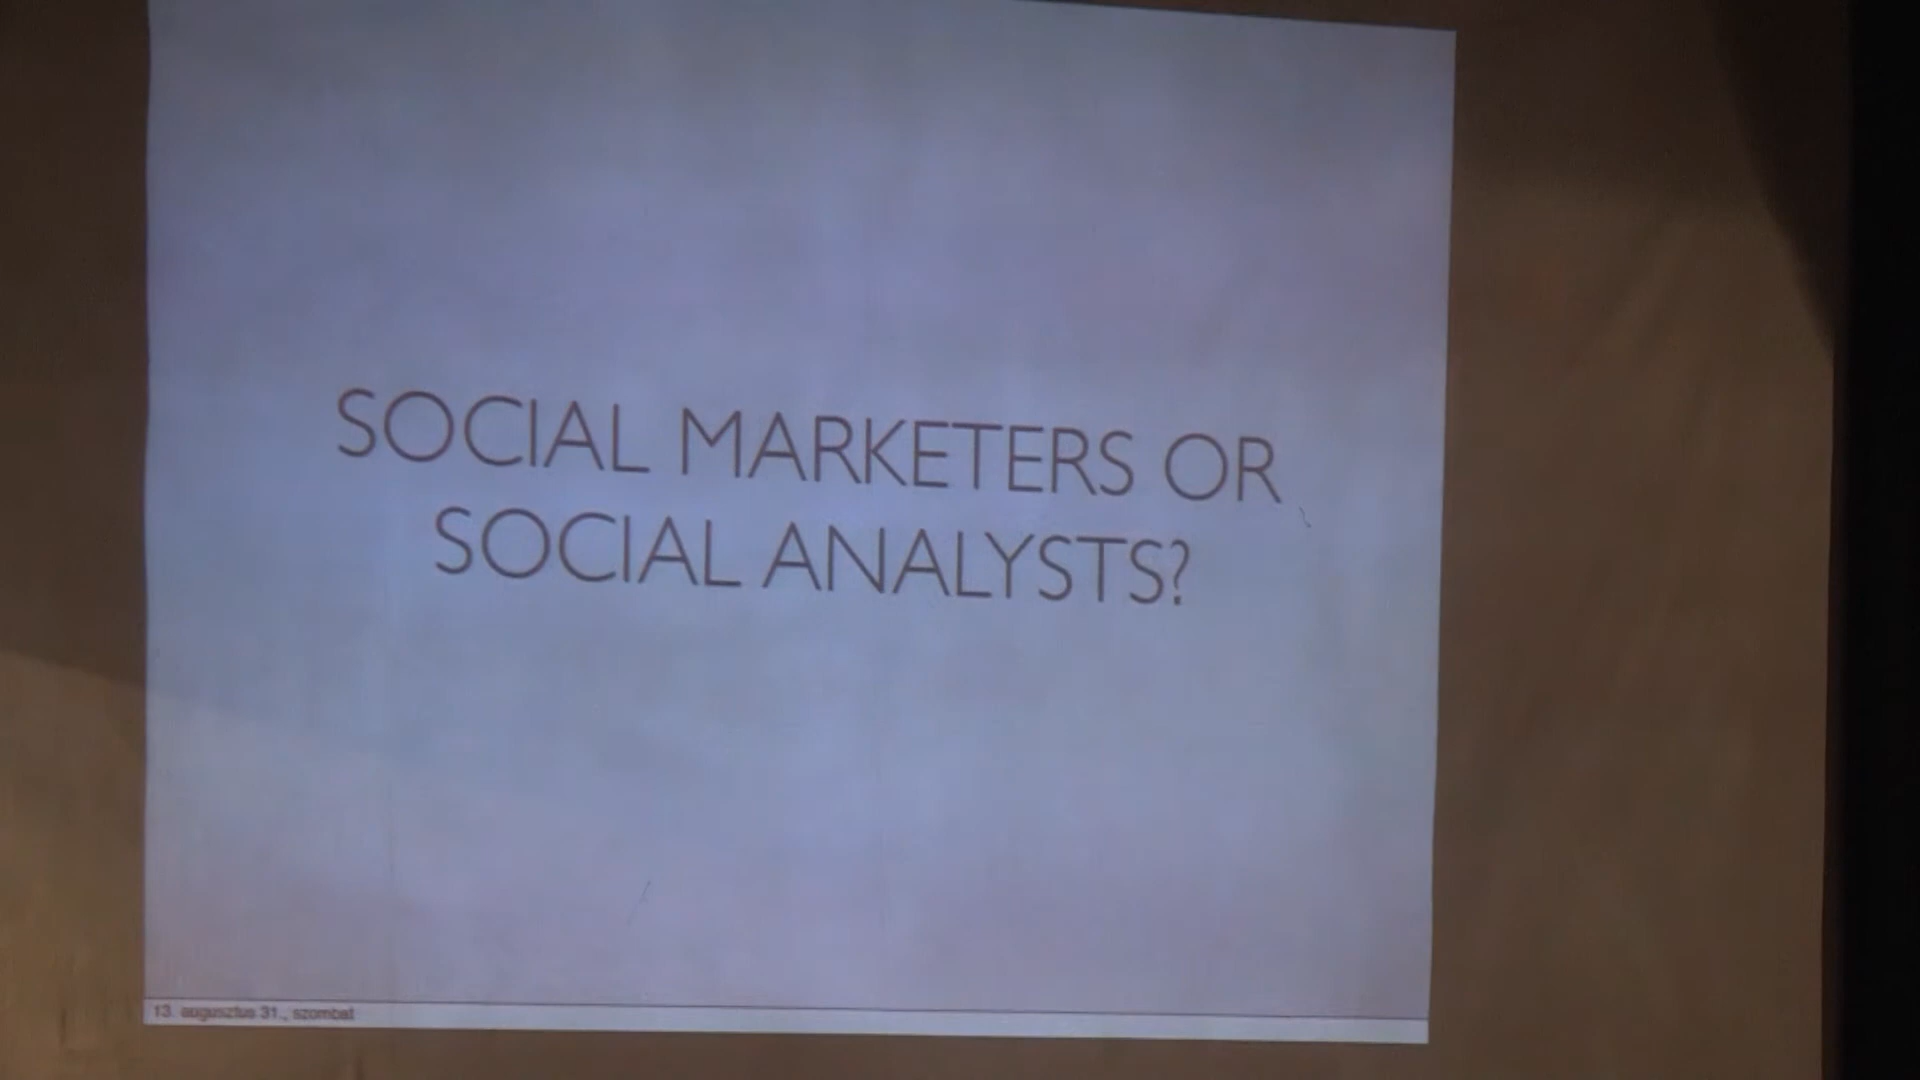 SOCIAL MARKETERS OR
SOCIAL ANALYSTS?
13. augusztus 31., szombat